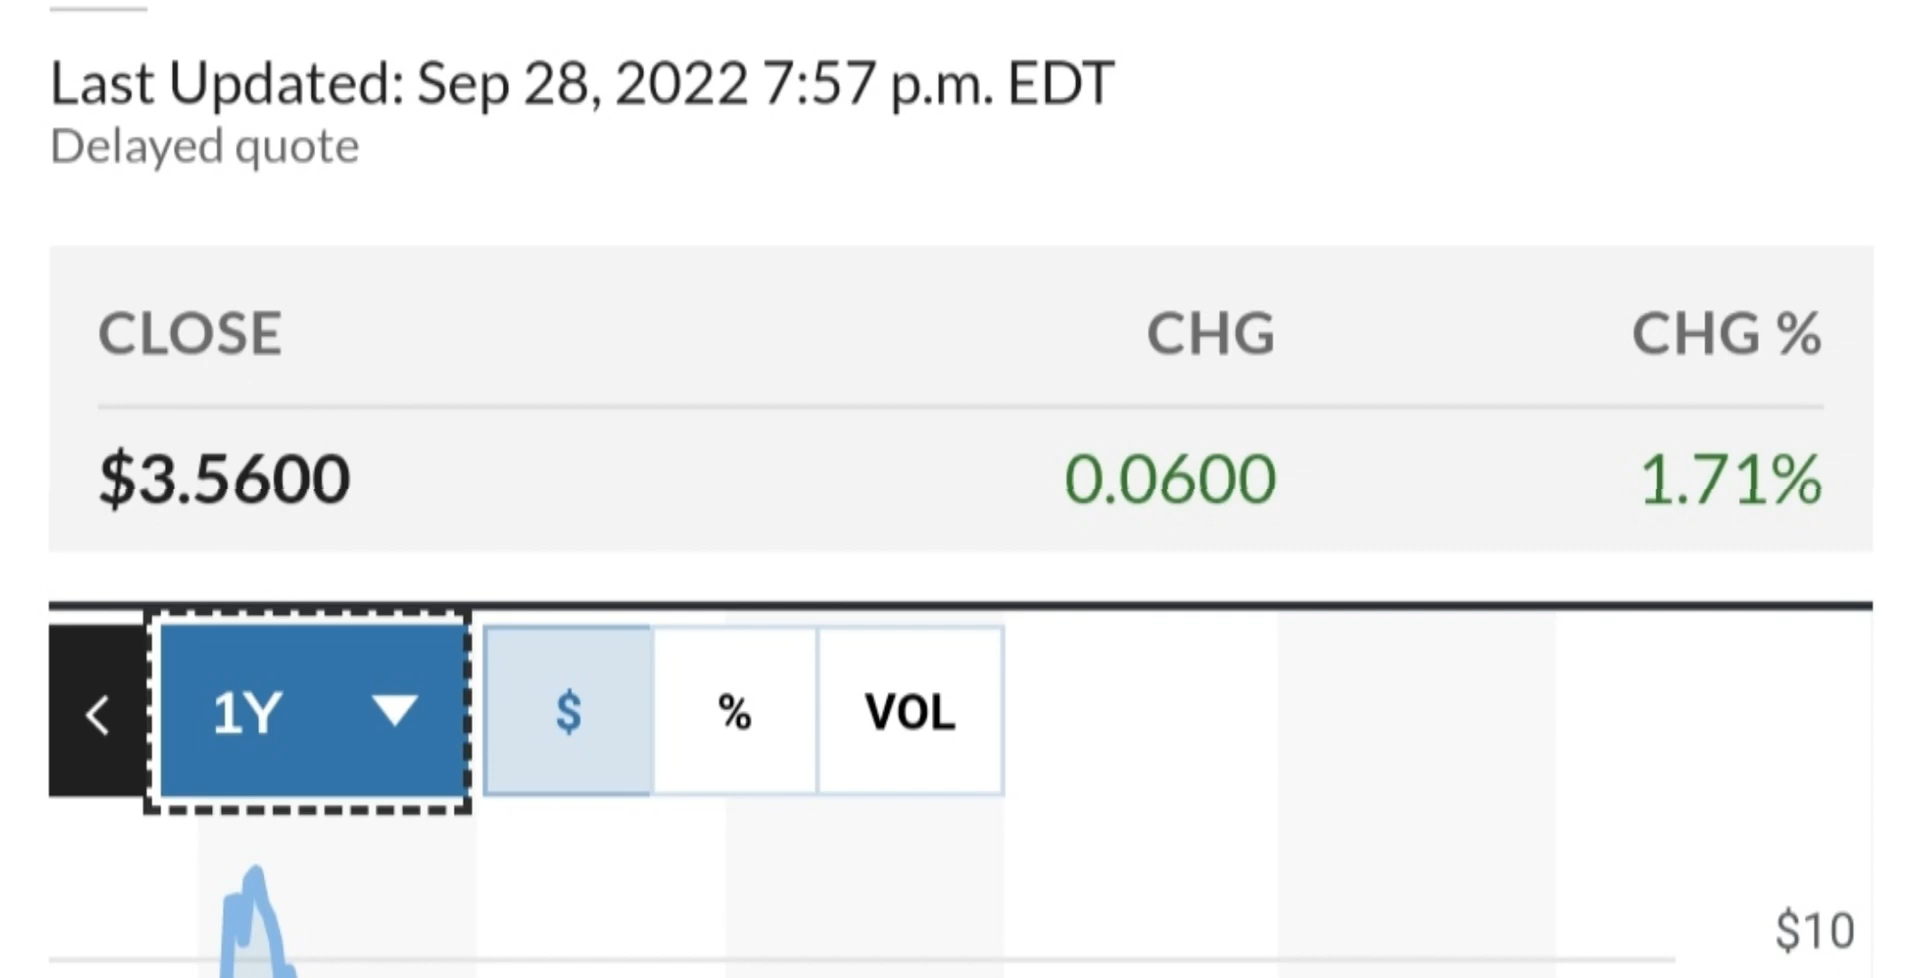 Last Updated: Sep 28, 2022 7:57 p.m. EDT
Delayed quote
CLOSE CHG CHG %
$3.5600 0.0600 1.71%
1Y $ % VOL
$10